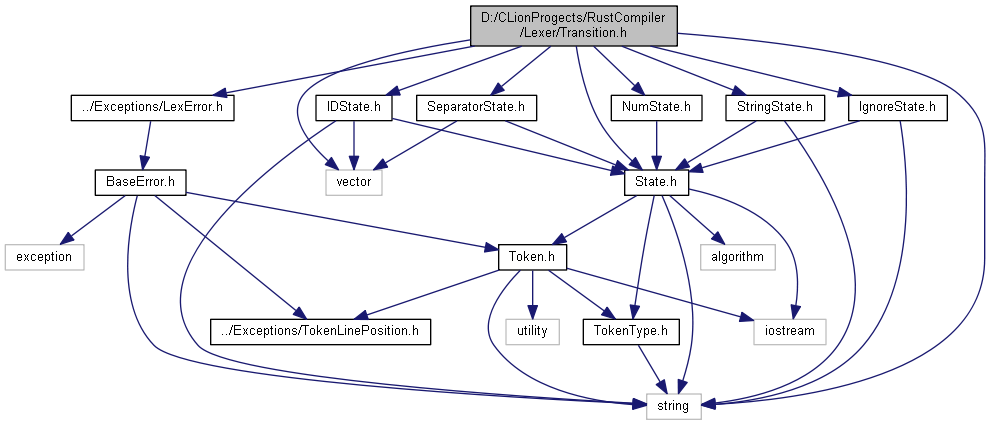 D:/CLionProgects/RustCompiler
/Lexer/Transition.h
../Exceptions/LexError.h
IDState.h
SeparatorState.h
NumState.h
StringState.h
IgnoreState.h
BaseError.h
vector
State.h
exception
Token.h
algorithm
../Exceptions/TokenLinePosition.h
utility
TokenType.h
iostream
string